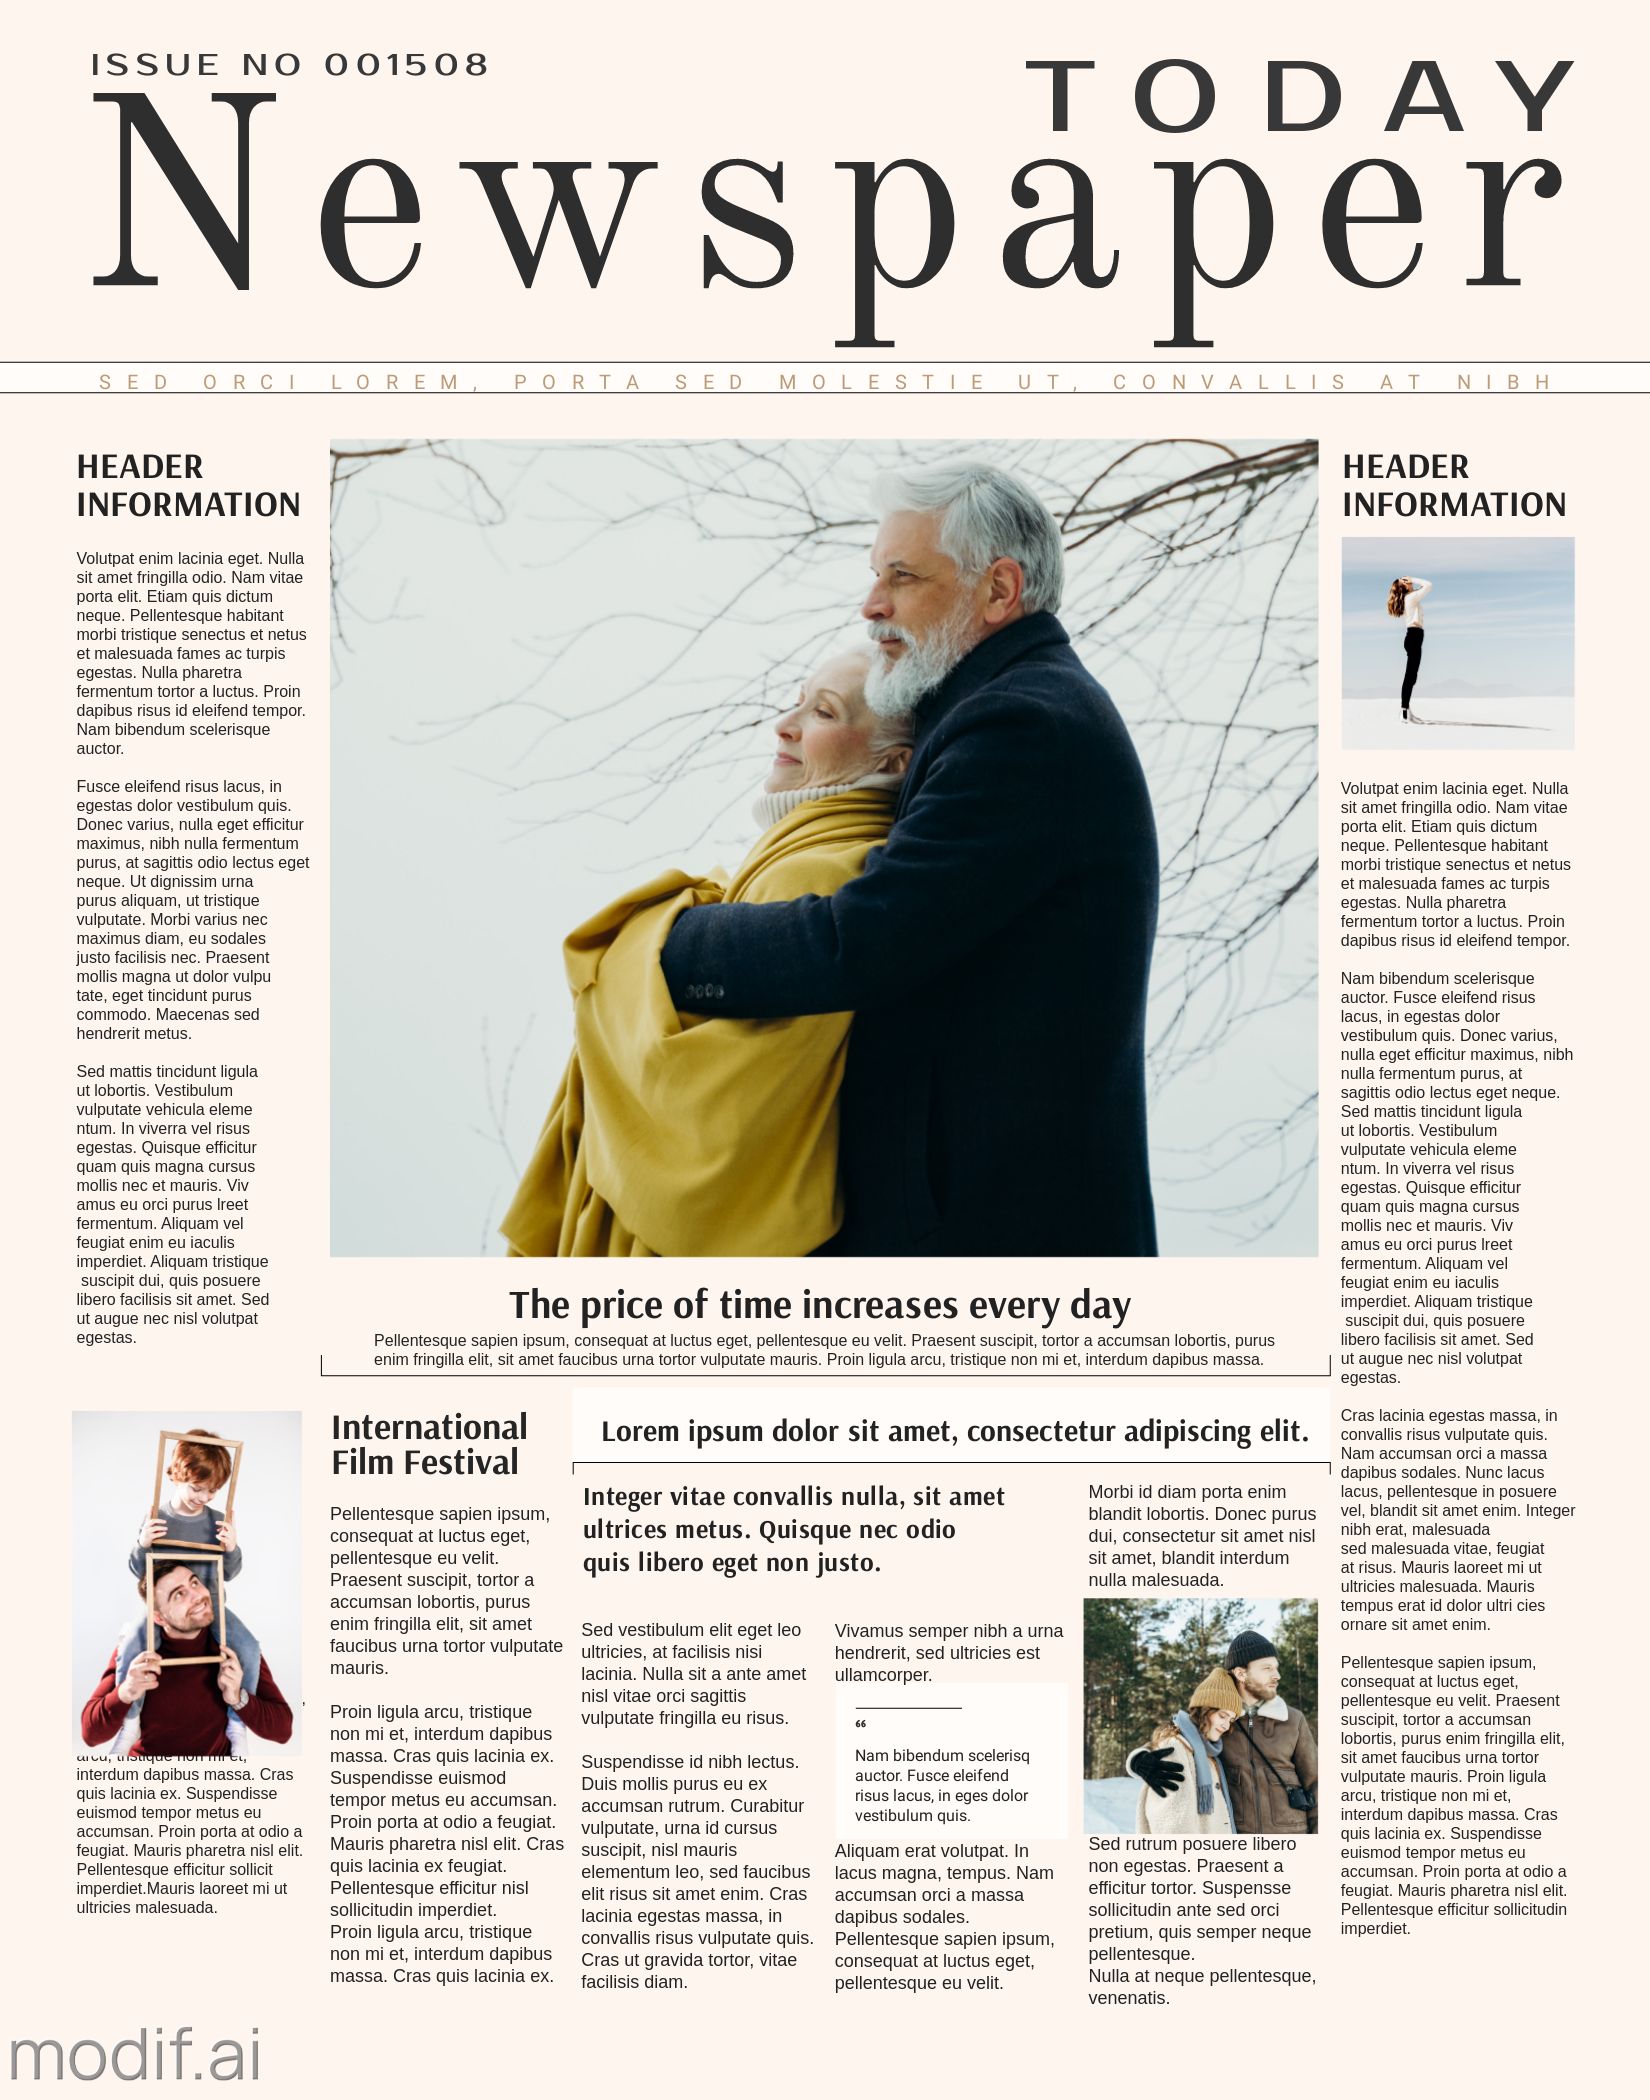 ISSUE NO 001508
TODAY
Newspaper
SED ORCI LOREM, PORTA SED MOLESTIE UT, CONVALLIS AT NIBH
HEADER
INFORMATION
Volutpat enim lacinia eget. Nulla
sit amet fringilla odio. Nam vitae
porta elit. Etiam quis dictum
neque. Pellentesque habitant
morbi tristique senectus et netus
et malesuada fames ac turpis
egestas. Nulla pharetra
fermentum tortor a luctus. Proin
dapibus risus id eleifend tempor.
Nam bibendum scelerisque
auctor.
Fusce eleifend risus lacus, in
egestas dolor vestibulum quis.
Donec varius, nulla eget efficitur
maximus, nibh nulla fermentum
purus, at sagittis odio lectus eget
neque. Ut dignissim urna
purus aliquam, ut tristique
vulputate. Morbi varius nec
maximus diam, eu sodales
justo facilisis nec. Praesent
mollis magna ut dolor vulpu
tate, eget tincidunt purus
commodo. Maecenas sed
hendrerit metus.
Sed mattis tincidunt ligula
ut lobortis. Vestibulum
vulputate vehicula eleme
ntum. In viverra vel risus
egestas. Quisque efficitur
quam quis magna cursus
mollis nec et mauris. Viv
amus eu orci purus lreet
fermentum. Aliquam vel
feugiat enim eu iaculis
imperdiet. Aliquam tristique
suscipit dui, quis posuere
libero facilisis sit amet. Sed
ut augue nec nisl volutpat
egestas.
arcu, tristique non mi et,
interdum dapibus massa. Cras
quis lacinia ex. Suspendisse
euismod tempor metus eu
accumsan. Proin porta at odio a
feugiat. Mauris pharetra nisl elit.
Pellentesque efficitur sollicit
imperdiet.Mauris laoreet mi ut
ultricies malesuada.
The price of time increases every day
Pellentesque sapien ipsum, consequat at luctus eget, pellentesque eu velit. Praesent suscipit, tortor a accumsan lobortis, purus
enim fringilla elit, sit amet faucibus urna tortor vulputate mauris. Proin ligula arcu, tristique non mi et, interdum dapibus massa.
International
Film Festival
Pellentesque sapien ipsum,
consequat at luctus eget,
pellentesque eu velit.
Praesent suscipit, tortor a
accumsan lobortis, purus
enim fringilla elit, sit amet
faucibus urna tortor vulputate
mauris.
Proin ligula arcu, tristique
non mi et, interdum dapibus
massa. Cras quis lacinia ex.
Suspendisse euismod
tempor metus eu accumsan.
Proin porta at odio a feugiat.
Mauris pharetra nisl elit. Cras
quis lacinia ex feugiat.
Pellentesque efficitur nisl
sollicitudin imperdiet.
Proin ligula arcu, tristique
non mi et, interdum dapibus
massa. Cras quis lacinia ex.
Lorem ipsum dolor sit amet, consectetur adipiscing elit.
Integer vitae convallis nulla, sit amet
ultrices metus. Quisque nec odio
quis libero eget non justo.
Sed vestibulum elit eget leo
ultricies, at facilisis nisi
lacinia. Nulla sit a ante amet
nisl vitae orci sagittis
vulputate fringilla eu risus.
Suspendisse id nibh lectus.
Duis mollis purus eu ex
accumsan rutrum. Curabitur
vulputate, urna id cursus
suscipit, nisl mauris
elementum leo, sed faucibus
elit risus sit amet enim. Cras
lacinia egestas massa, in
convallis risus vulputate quis.
Cras ut gravida tortor, vitae
facilisis diam.
Vivamus semper nibh a urna
hendrerit, sed ultricies est
ullamcorper.
“
Nam bibendum scelerisq
auctor. Fusce eleifend
risus lacus, in eges dolor
vestibulum quis.
Aliquam erat volutpat. In
lacus magna, tempus. Nam
accumsan orci a massa
dapibus sodales.
Pellentesque sapien ipsum,
consequat at luctus eget,
pellentesque eu velit.
Morbi id diam porta enim
blandit lobortis. Donec purus
dui, consectetur sit amet nisl
sit amet, blandit interdum
nulla malesuada.
Sed rutrum posuere libero
non egestas. Praesent a
efficitur tortor. Suspensse
sollicitudin ante sed orci
pretium, quis semper neque
pellentesque.
Nulla at neque pellentesque,
venenatis.
HEADER
INFORMATION
Volutpat enim lacinia eget. Nulla
sit amet fringilla odio. Nam vitae
porta elit. Etiam quis dictum
neque. Pellentesque habitant
morbi tristique senectus et netus
et malesuada fames ac turpis
egestas. Nulla pharetra
fermentum tortor a luctus. Proin
dapibus risus id eleifend tempor.
Nam bibendum scelerisque
auctor. Fusce eleifend risus
lacus, in egestas dolor
vestibulum quis. Donec varius,
nulla eget efficitur maximus, nibh
nulla fermentum purus, at
sagittis odio lectus eget neque.
Sed mattis tincidunt ligula
ut lobortis. Vestibulum
vulputate vehicula eleme
ntum. In viverra vel risus
egestas. Quisque efficitur
quam quis magna cursus
mollis nec et mauris. Viv
amus eu orci purus lreet
fermentum. Aliquam vel
feugiat enim eu iaculis
imperdiet. Aliquam tristique
suscipit dui, quis posuere
libero facilisis sit amet. Sed
ut augue nec nisl volutpat
egestas.
Cras lacinia egestas massa, in
convallis risus vulputate quis.
Nam accumsan orci a massa
dapibus sodales. Nunc lacus
lacus, pellentesque in posuere
vel, blandit sit amet enim. Integer
nibh erat, malesuada
sed malesuada vitae, feugiat
at risus. Mauris laoreet mi ut
ultricies malesuada. Mauris
tempus erat id dolor ultri cies
ornare sit amet enim.
Pellentesque sapien ipsum,
consequat at luctus eget,
pellentesque eu velit. Praesent
suscipit, tortor a accumsan
lobortis, purus enim fringilla elit,
sit amet faucibus urna tortor
vulputate mauris. Proin ligula
arcu, tristique non mi et,
interdum dapibus massa. Cras
quis lacinia ex. Suspendisse
euismod tempor metus eu
accumsan. Proin porta at odio a
feugiat. Mauris pharetra nisl elit.
Pellentesque efficitur sollicitudin
imperdiet.
modif.ai